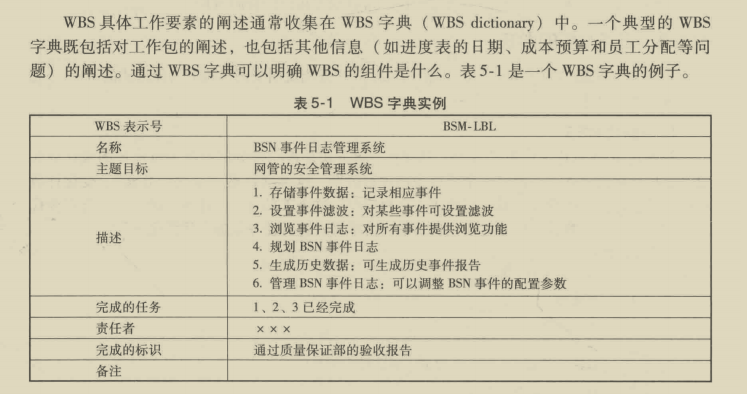 WBS 具体工作要素的阐述通常收集在 WBS 字典（WBS dictionary）中。一个典型的 WBS
字典既包括对工作包的阐述，也包括其他信息（如进度表的日期、成本预算和员工分配等问
题）的阐述。通过 WBS 字典可以明确 WBS 的组件是什么。表 5-1 是一个 WBS 字典的例子。
表 5-1 WBS 字典实例
WBS 表示号 BSM-LBL
名称 BSN 事件日志管理系统
主题目标 网管的安全管理系统
描述
1. 存储事件数据：记录相应事件
2. 设置事件滤波：对某些事件可设置滤波
3. 浏览事件日志：对所有事件提供浏览功能
4. 规划 BSN 事件日志
5. 生成历史数据：可生成历史事件报告
6. 管理 BSN 事件日志：可以调整 BSN 事件的配置参数
完成的任务 1、2、3 已经完成
责任者 ×××
完成的标识 通过质量保证部的验收报告
备注